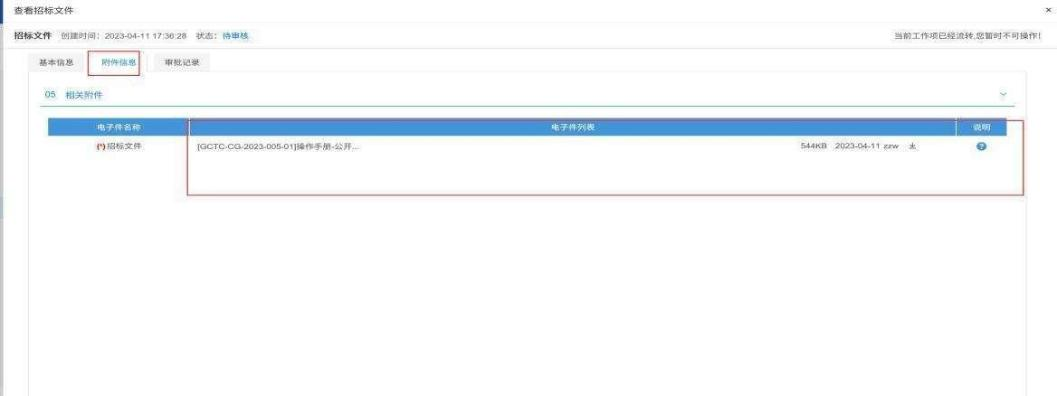 查看招标文件 ×
招标文件 创建时间：2023-04-11 17:36:28 状态：待审核 当前工作项已经流转,您暂时不可操作!
基本信息 附件信息 审批记录
05 相关附件
电子件名称 电子件列表 说明
(*)招标文件 [GCTC-CG-2023-005-01]操作手册-公开... 544KB 2023-04-11 zzw